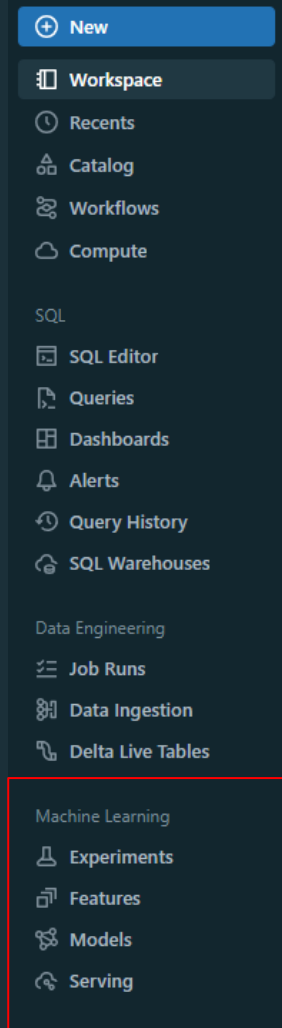 New
Workspace
Recents
Catalog
Workflows
Compute
SQL
SQL Editor
Queries
Dashboards
Alerts
Query History
SQL Warehouses
Data Engineering
Job Runs
Data Ingestion
Delta Live Tables
Machine Learning
Experiments
Features
Models
Serving